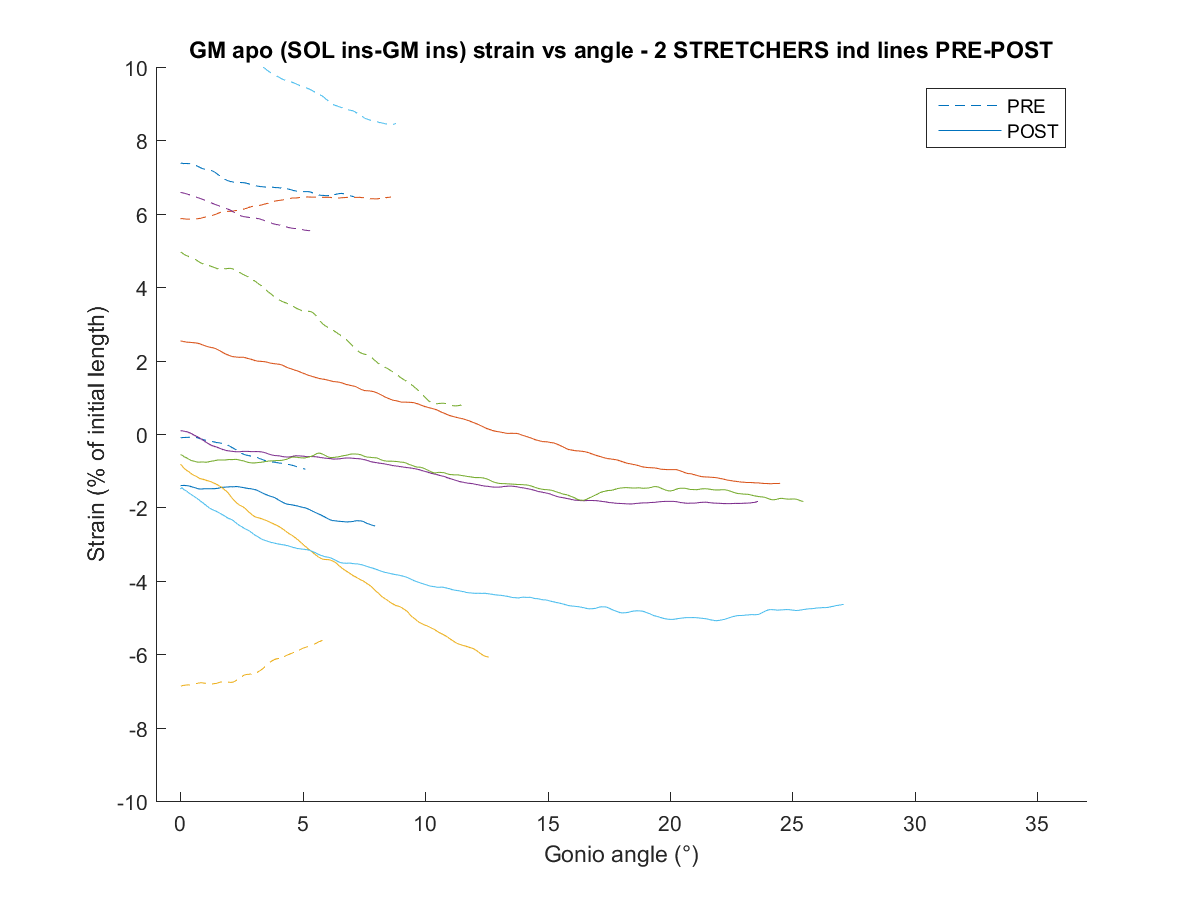 GM apo (SOL ins-GM ins) strain vs angle - 2 STRETCHERS ind lines PRE-POST
PRE
POST
10
8
6
4
2
0
-2
-4
-6
-8
-10
Strain (% of initial length)
0 5 10 15 20 25 30 35
Gonio angle (°)